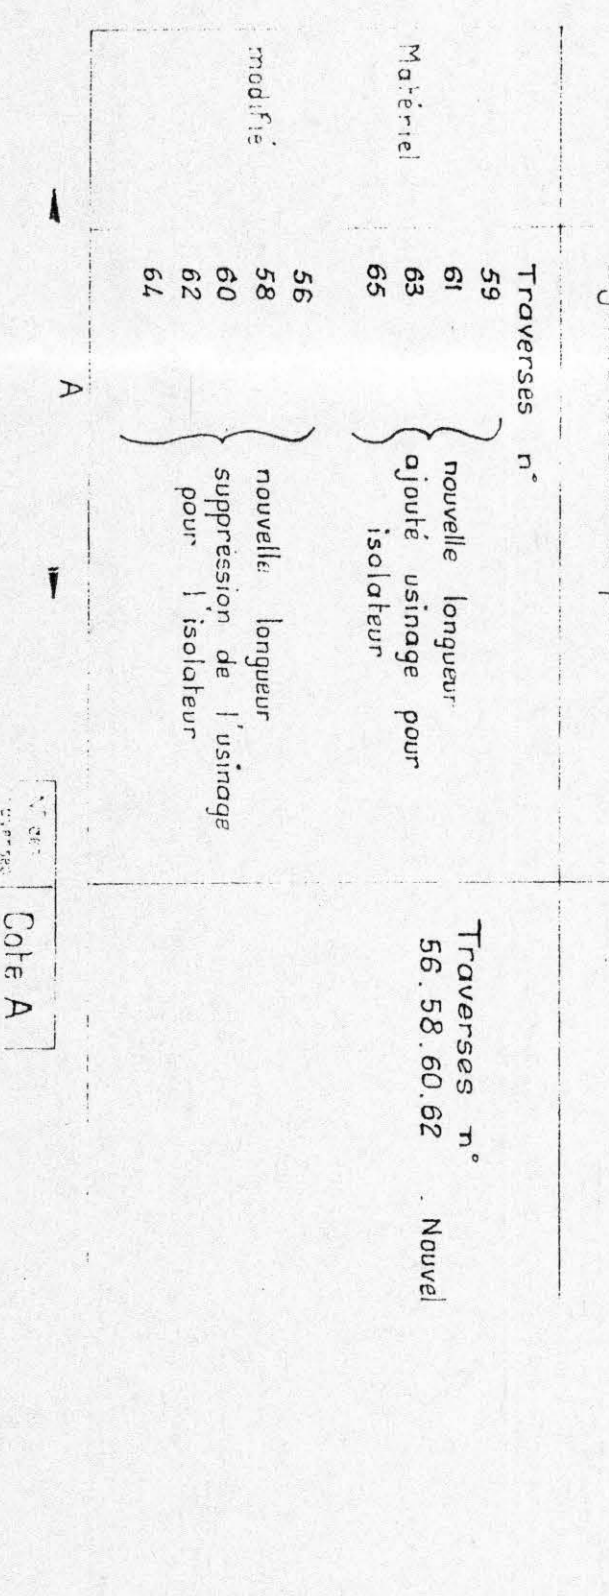 Matériel
modifié
Traverses n°
59
61
63
65
nouvelle longueur
ajouté usinage pour
isolateur
56
58
60
62
64
nouvelle longueur
suppression de l'usinage
pour l'isolateur
Traverses n°
56.58.60.62 . Nouvel
A
Cote A